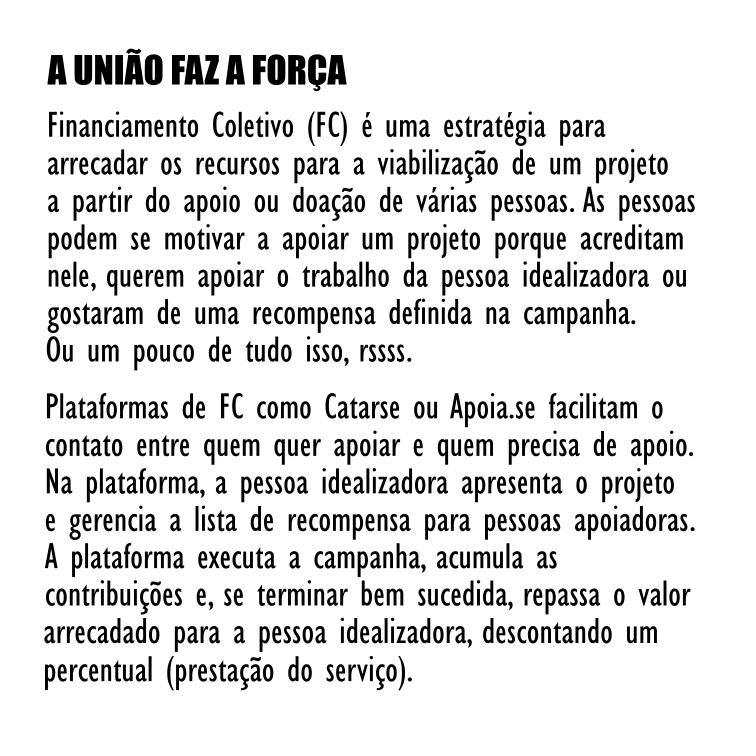 A UNIÃO FAZ A FORÇA
Financiamento Coletivo (FC) é uma estratégia para
arrecadar os recursos para a viabilização de um projeto
a partir do apoio ou doação de várias pessoas. As pessoas
podem se motivar a apoiar um projeto porque acreditam
nele, querem apoiar o trabalho da pessoa idealizadora ou
gostaram de uma recompensa definida na campanha.
Ou um pouco de tudo isso, rssss.
Plataformas de FC como Catarse ou Apoia.se facilitam o
contato entre quem quer apoiar e quem precisa de apoio.
Na plataforma, a pessoa idealizadora apresenta o projeto
e gerencia a lista de recompensa para pessoas apoiadoras.
A plataforma executa a campanha, acumula as
contribuições e, se terminar bem sucedida, repassa o valor
arrecadado para a pessoa idealizadora, descontando um
percentual (prestação do serviço).